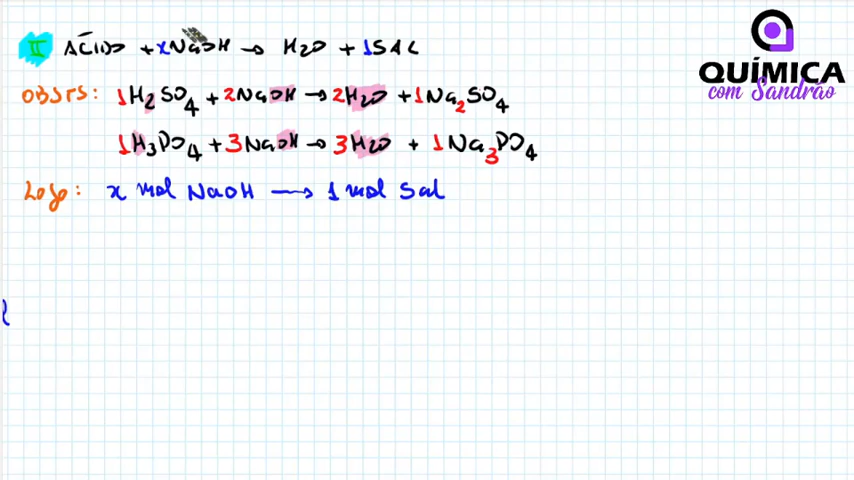 II ÁCIDO + xNaOH → H2O + 1SAL
OBSRS: 1H2SO4 + 2NaOH → 2H2O + 1Na2SO4
1H3PO4 + 3NaOH → 3H2O + 1Na3PO4
Logo: x mol NaOH → 1 mol Sal
QUÍMICA
com Sandrão